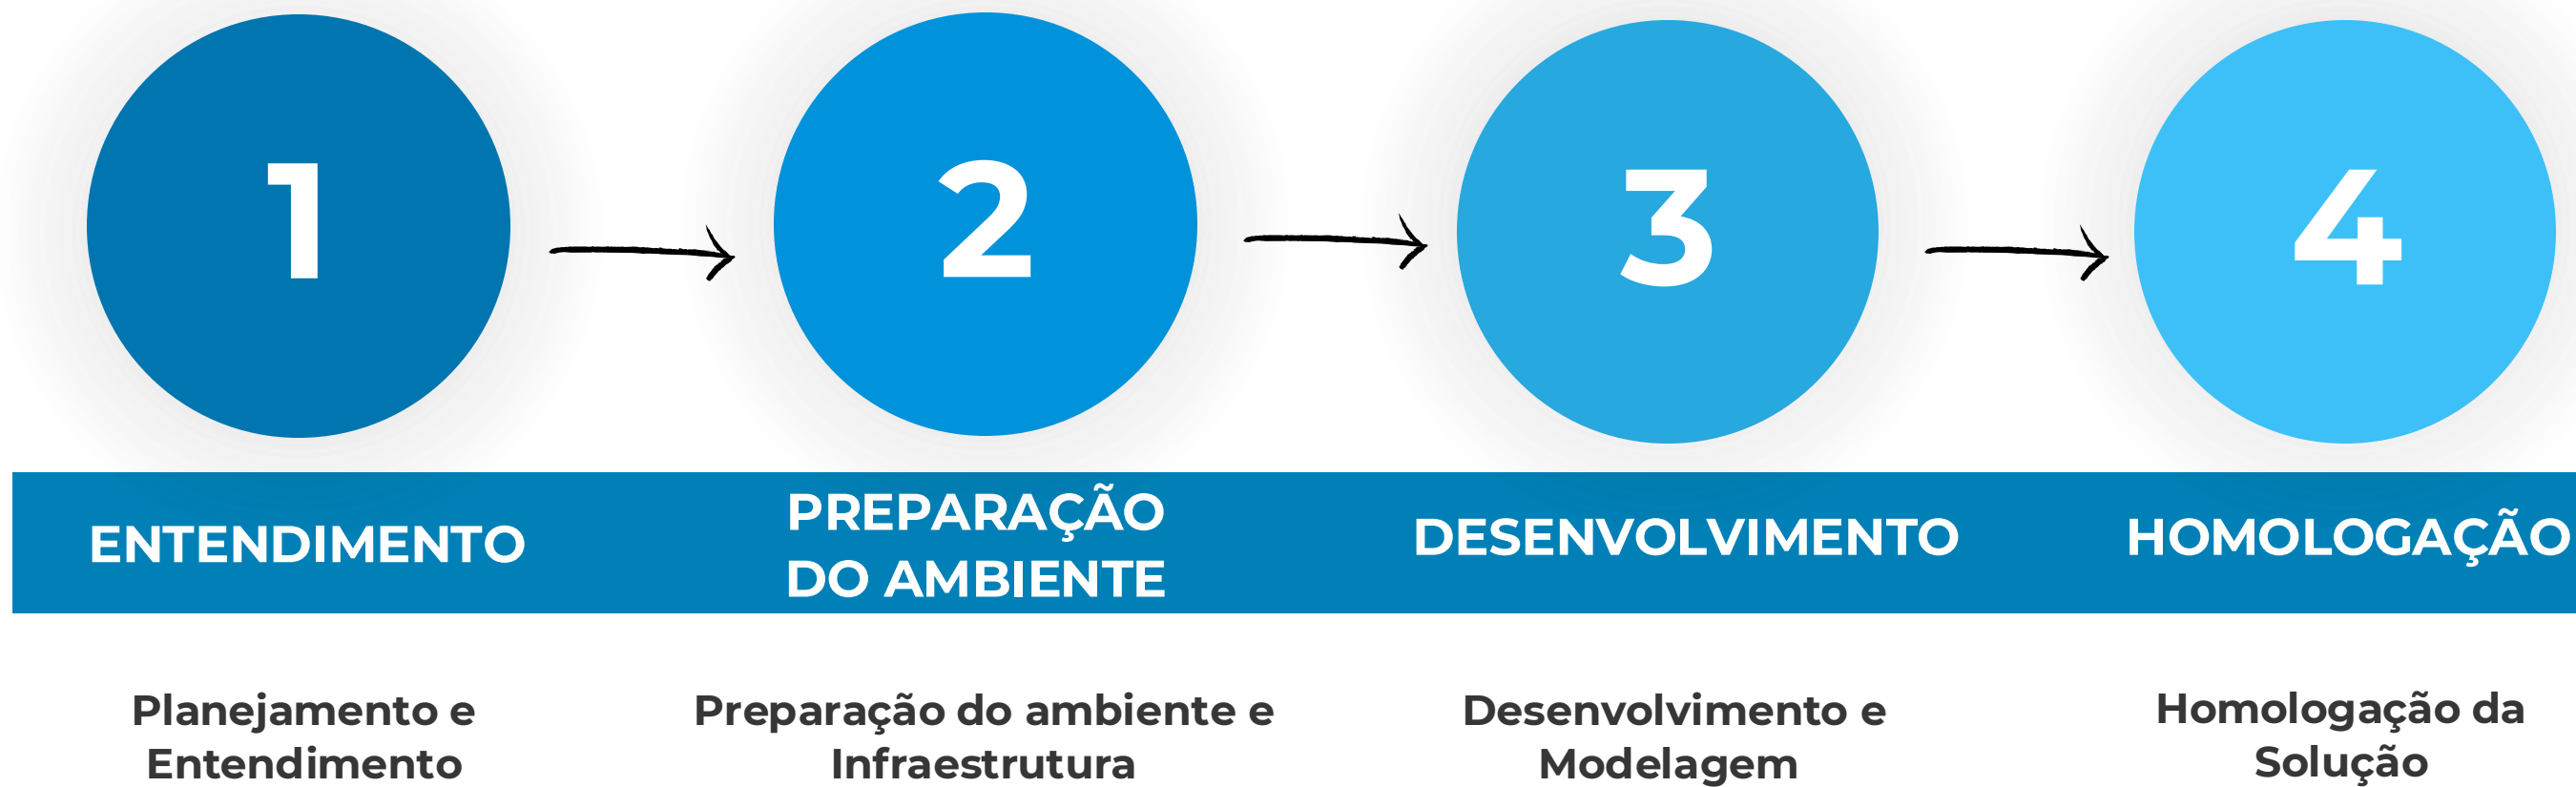 1
2
3
4
ENTENDIMENTO
PREPARAÇÃO
DO AMBIENTE
DESENVOLVIMENTO
HOMOLOGAÇÃO
Planejamento e
Entendimento
Preparação do ambiente e
Infraestrutura
Desenvolvimento e
Modelagem
Homologação da
Solução